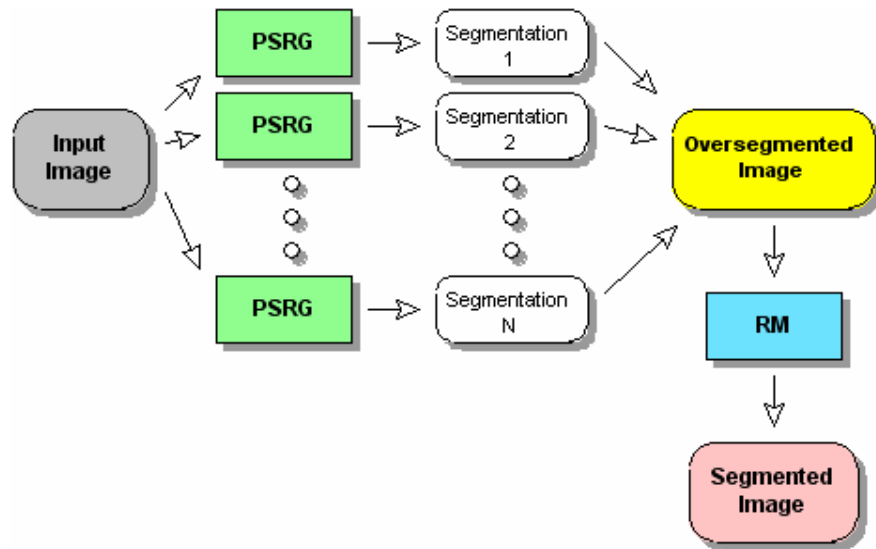 PSRG
Segmentation
1
Input
Image
PSRG
Segmentation
2
Oversegmented
Image
PSRG
Segmentation
N
RM
Segmented
Image